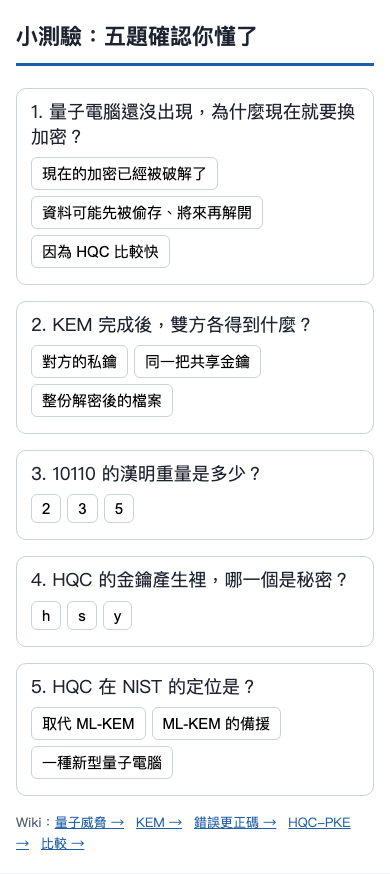 小測驗：五題確認你懂了
1. 量子電腦還沒出現，為什麼現在就要換
加密？
現在的加密已經被破解了
資料可能先被偷存、將來再解開
因為 HQC 比較快
2. KEM 完成後，雙方各得到什麼？
對方的私鑰 同一把共享金鑰
整份解密後的檔案
3. 10110 的漢明重量是多少？
2 3 5
4. HQC 的金鑰產生裡，哪一個是秘密？
h s y
5. HQC 在 NIST 的定位是？
取代 ML-KEM ML-KEM 的備援
一種新型量子電腦
Wiki：量子威脅 → KEM → 錯誤更正碼 → HQC-PKE
→ 比較 →